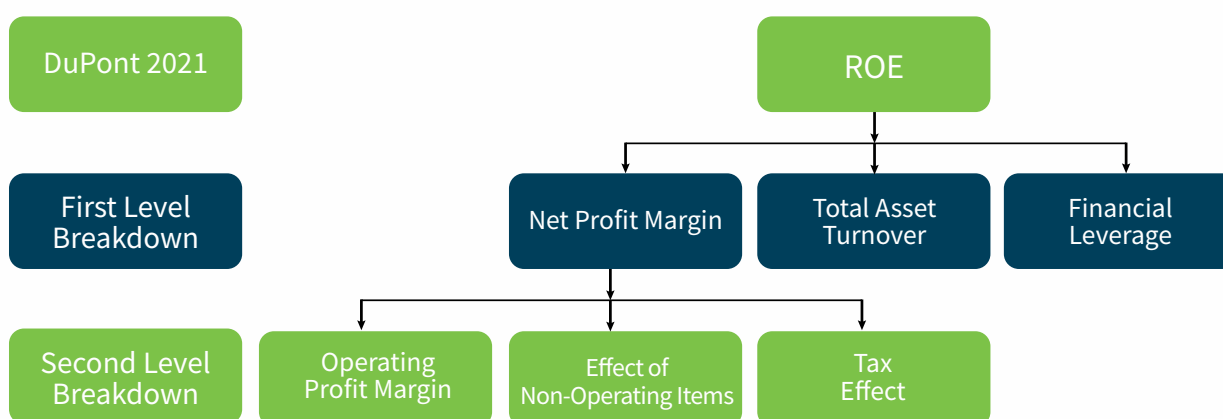 DuPont 2021
ROE
First Level
Breakdown
Net Profit Margin
Total Asset
Turnover
Financial
Leverage
Second Level
Breakdown
Operating
Profit Margin
Effect of
Non-Operating Items
Tax
Effect